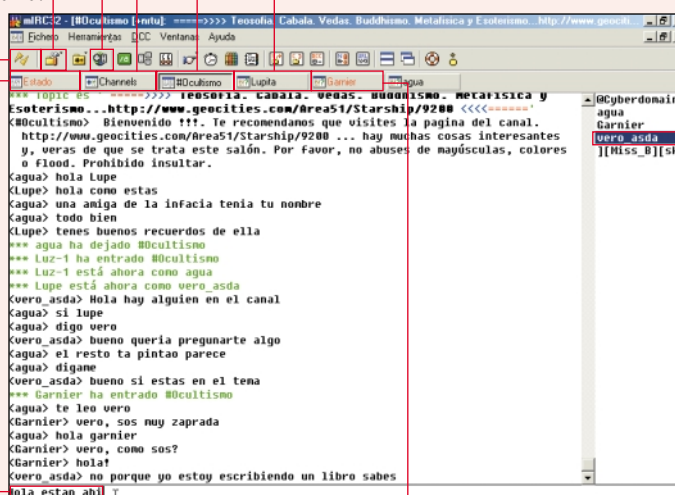 mIRC32 - [#Ocultismo [+ntu]: =====>>>> Teosofia. Cabala. Vedas. Buddhismo. Metafisica y Esoterismo...http://www.geociti...
Fichero Herramientas DCC Ventanas Ayuda
Estado Channels #Ocultismo Lupita Garnier agua
*** Topic es ' =====>>>> Teosofia. Cabala. Vedas. Buddhismo. Metafisica y
Esoterismo...http://www.geocities.com/Area51/Starship/9200 <<<<======'
<#Ocultismo> Bienvenido !!!. Te recomendamos que visites la pagina del canal.
http://www.geocities.com/Area51/Starship/9200 ... hay muchas cosas interesantes
y, veras de que se trata este salón. Por favor, no abuses de mayúsculas, colores
o flood. Prohibido insultar.
<agua> hola Lupe
<Lupe> hola como estas
<agua> una amiga de la infacia tenia tu nombre
<agua> todo bien
<Lupe> tenes buenos recuerdos de ella
*** agua ha dejado #Ocultismo
*** Luz-1 ha entrado #Ocultismo
*** Luz-1 está ahora como agua
*** Lupe está ahora como vero_asda
<vero_asda> Hola hay alguien en el canal
<agua> si lupe
<agua> digo vero
<vero_asda> bueno queria pregunarte algo
<agua> el resto ta pintao parece
<agua> digame
<vero_asda> bueno si estas en el tema
*** Garnier ha entrado #Ocultismo
<agua> te leo vero
<Garnier> vero, sos muy zaprada
<agua> hola garnier
<Garnier> vero, como sos?
<Garnier> hola!
<vero_asda> no porque yo estoy escribiendo un libro sabes
hola estan ahi
@Cyberdomain
agua
Garnier
vero_asda
][Miss_B][sk